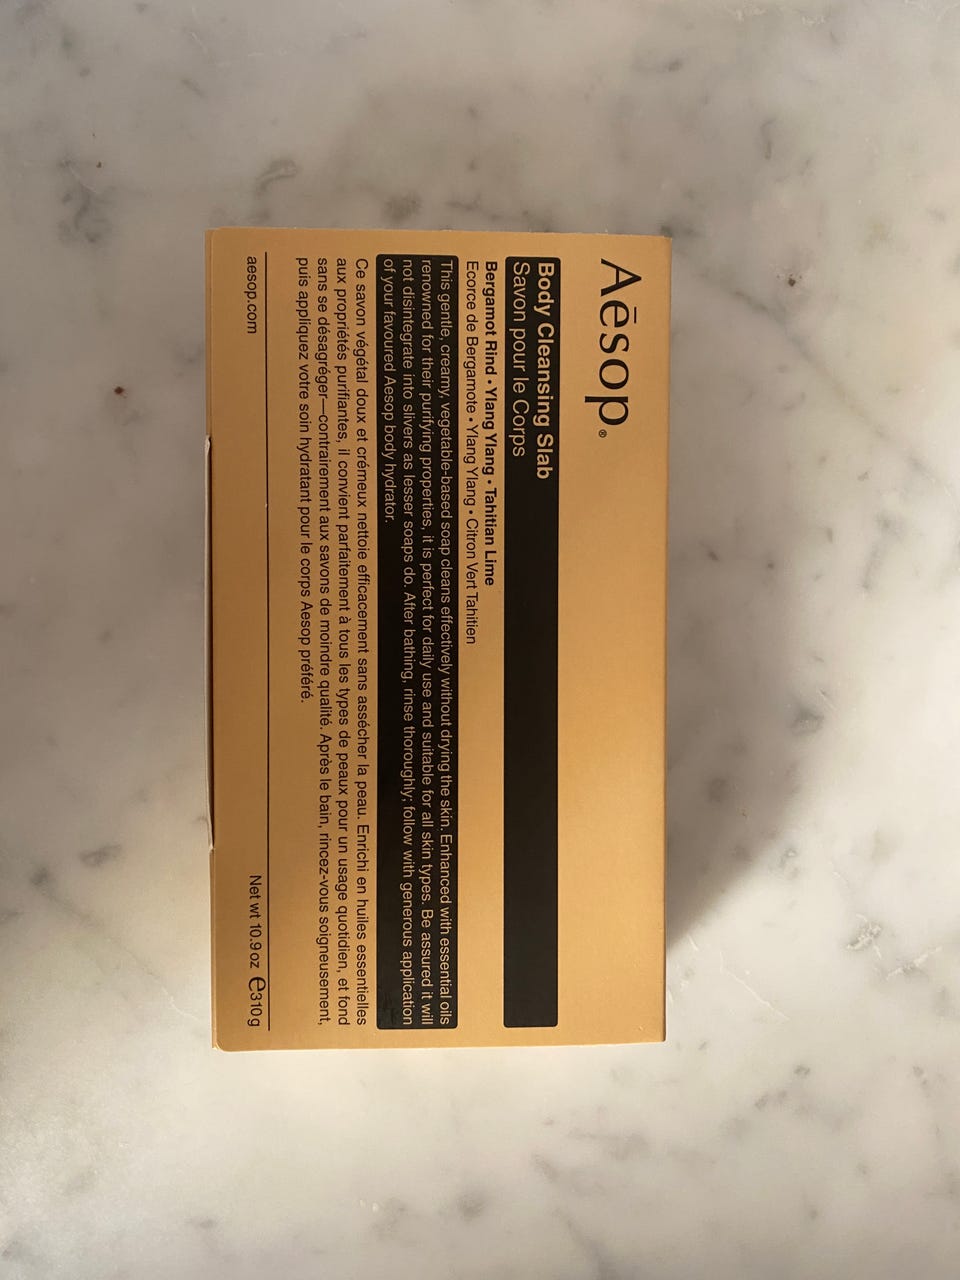 Aēsop®
Body Cleansing Slab
Savon pour le Corps
Bergamot Rind • Ylang Ylang • Tahitian Lime
Ecorce de Bergamote • Ylang Ylang • Citron Vert Tahitien
This gentle, creamy, vegetable-based soap cleans effectively without drying the skin. Enhanced with essential oils
renowned for their purifying properties, it is perfect for daily use and suitable for all skin types. Be assured it will
not disintegrate into slivers as lesser soaps do. After bathing, rinse thoroughly; follow with generous application
of your favoured Aesop body hydrator.
Ce savon végétal doux et crémeux nettoie efficacement sans assécher la peau. Enrichi en huiles essentielles
aux propriétés purifiantes, il convient parfaitement à tous les types de peaux pour un usage quotidien, et fond
sans se désagréger—contrairement aux savons de moindre qualité. Après le bain, rincez-vous soigneusement,
puis appliquez votre soin hydratant pour le corps Aesop préféré.
aesop.com
Net wt 10.9 oz ℮310 g